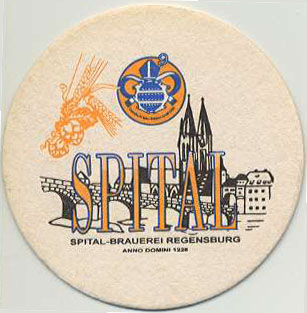 SPITAL
SPITAL-BRAUEREI REGENSBURG
ANNO DOMINI 1226